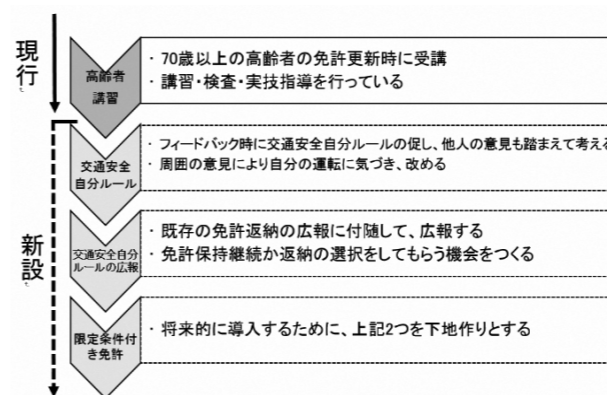 現行
高齢者
講習
・70歳以上の高齢者の免許更新時に受講
・講習・検査・実技指導を行っている
新設
交通安全
自分ルール
・フィードバック時に交通安全自分ルールの促し、他人の意見も踏まえて考える
・周囲の意見により自分の運転に気づき、改める
交通安全自分
ルールの広報
・既存の免許返納の広報に付随して、広報する
・免許保持継続か返納の選択をしてもらう機会をつくる
限定条件付
き免許
・将来的に導入するために、上記2つを下地作りとする